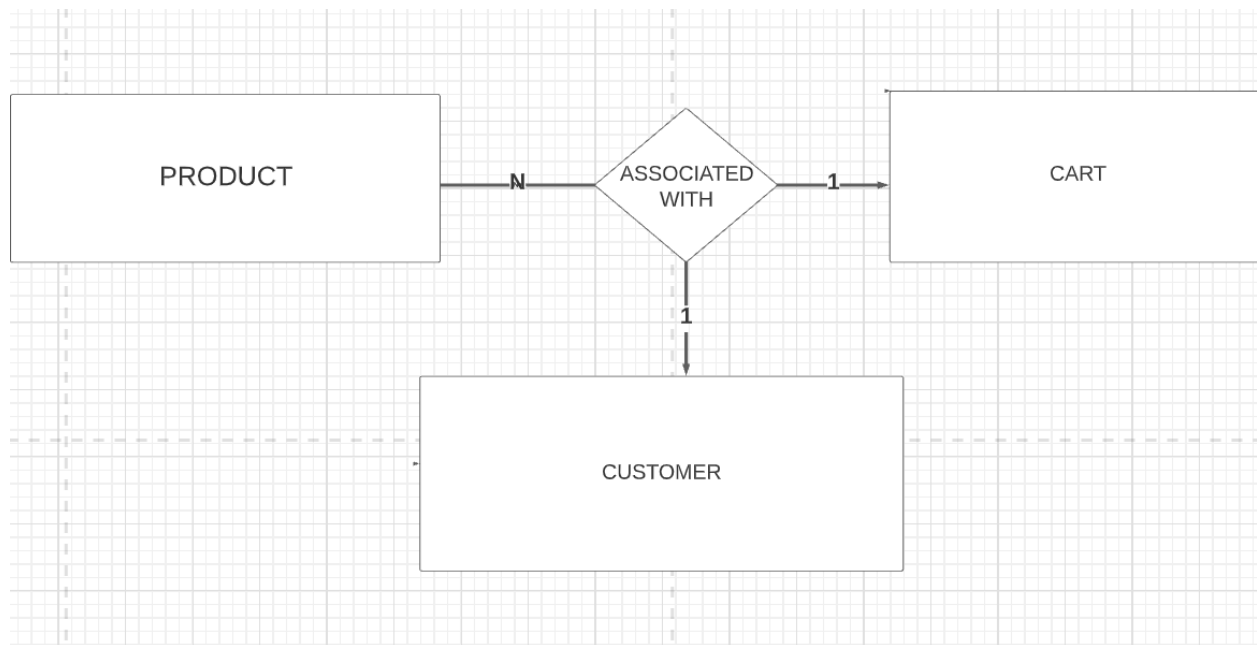 PRODUCT
N
ASSOCIATED
WITH
1
CART
1
CUSTOMER